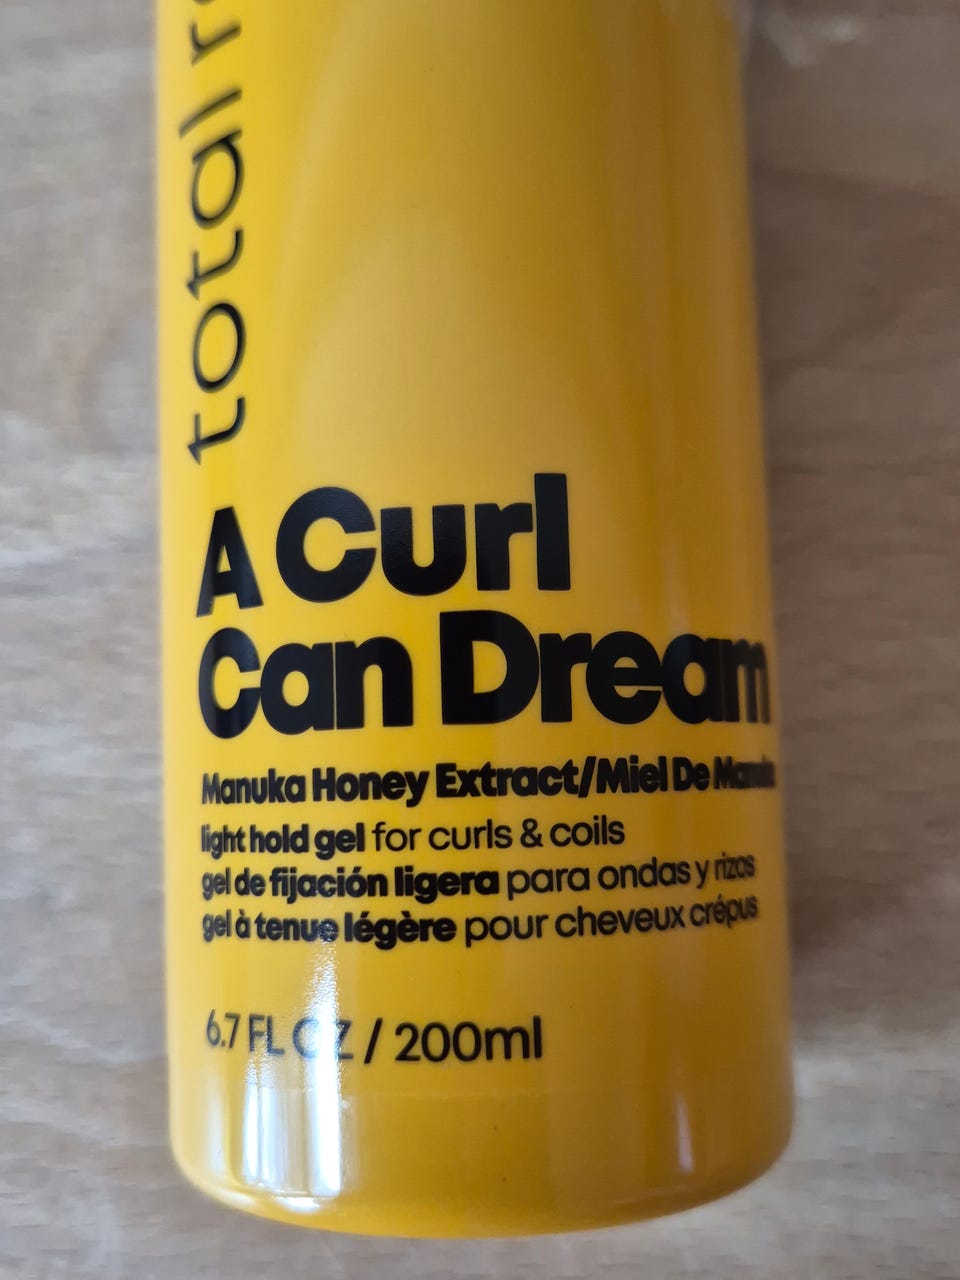 total r
A Curl
Can Dream
Manuka Honey Extract/Miel De Manuka
light hold gel for curls & coils
gel de fijación ligera para ondas y rizos
gel à tenue légère pour cheveux crépus
6.7 FL OZ / 200ml